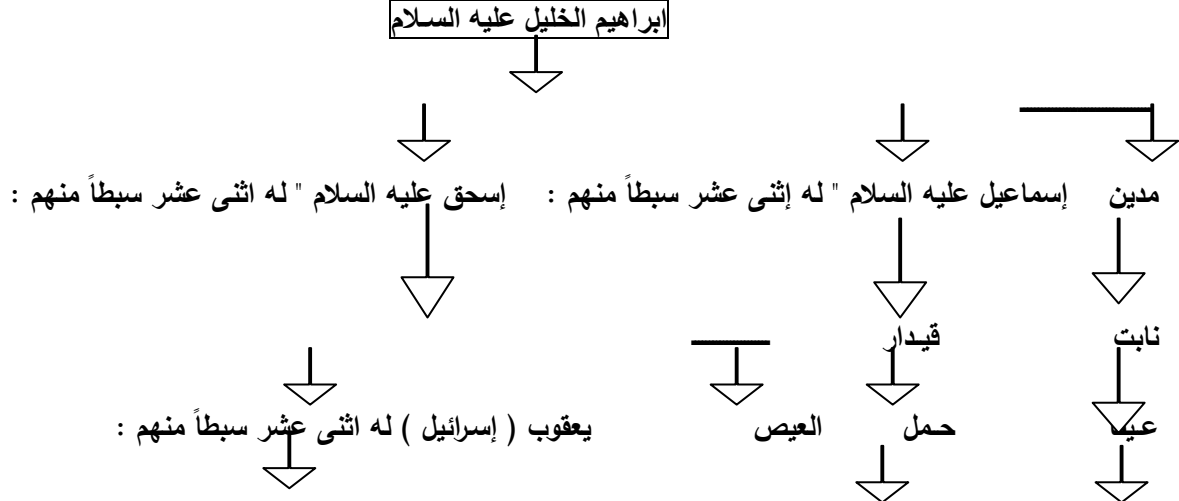 ابراهيم الخليل عليه السلام
مدين إسماعيل عليه السلام " له إثنى عشر سبطاً منهم : إسحق عليه السلام " له اثنى عشر سبطاً منهم :
نابت قيدار
حمل العيص يعقوب ( إسرائيل ) له اثنى عشر سبطاً منهم :